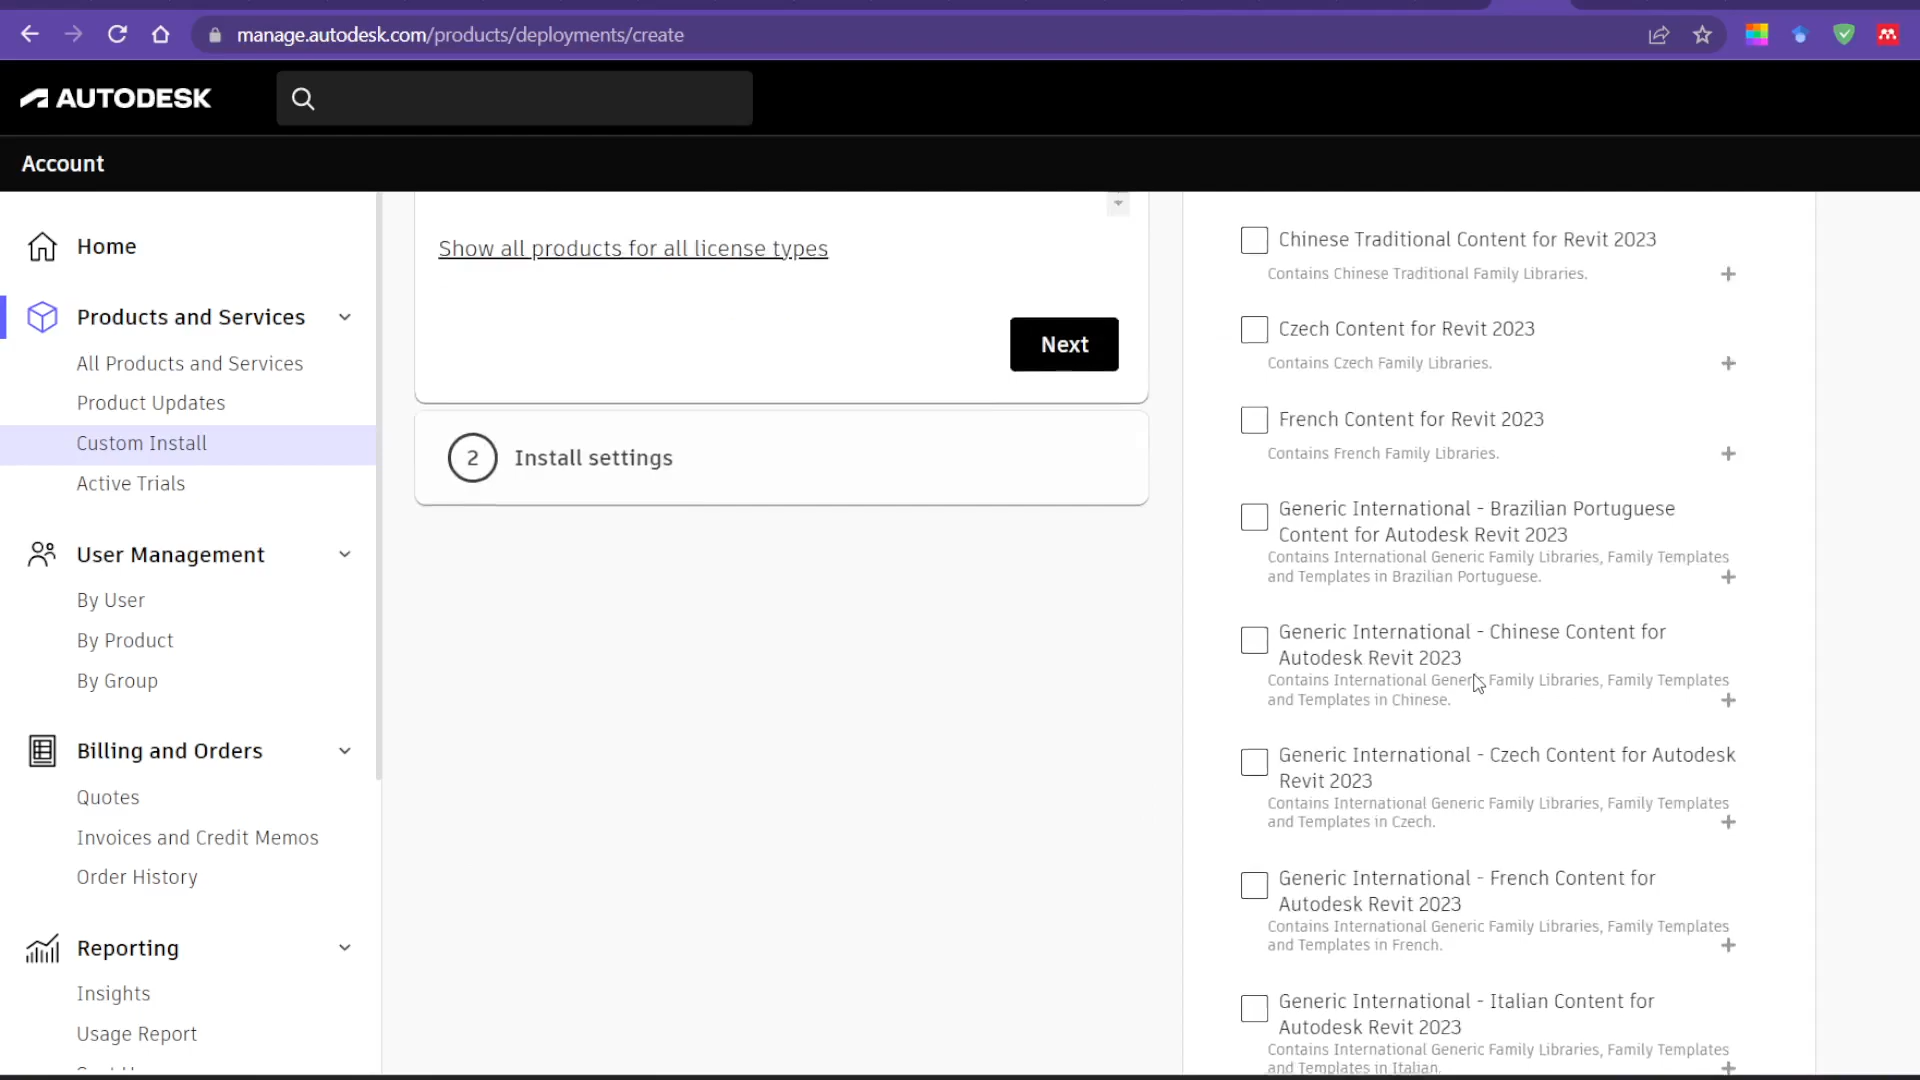 manage.autodesk.com/products/deployments/create
AUTODESK
Account
Home
Products and Services
All Products and Services
Product Updates
Custom Install
Active Trials
User Management
By User
By Product
By Group
Billing and Orders
Quotes
Invoices and Credit Memos
Order History
Reporting
Insights
Usage Report
Show all products for all license types
Next
2 Install settings
Chinese Traditional Content for Revit 2023
Contains Chinese Traditional Family Libraries.
Czech Content for Revit 2023
Contains Czech Family Libraries.
French Content for Revit 2023
Contains French Family Libraries.
Generic International - Brazilian Portuguese
Content for Autodesk Revit 2023
Contains International Generic Family Libraries, Family Templates
and Templates in Brazilian Portuguese.
Generic International - Chinese Content for
Autodesk Revit 2023
Contains International Generic Family Libraries, Family Templates
and Templates in Chinese.
Generic International - Czech Content for Autodesk
Revit 2023
Contains International Generic Family Libraries, Family Templates
and Templates in Czech.
Generic International - French Content for
Autodesk Revit 2023
Contains International Generic Family Libraries, Family Templates
and Templates in French.
Generic International - Italian Content for
Autodesk Revit 2023
Contains International Generic Family Libraries, Family Templates
and Templates in Italian.